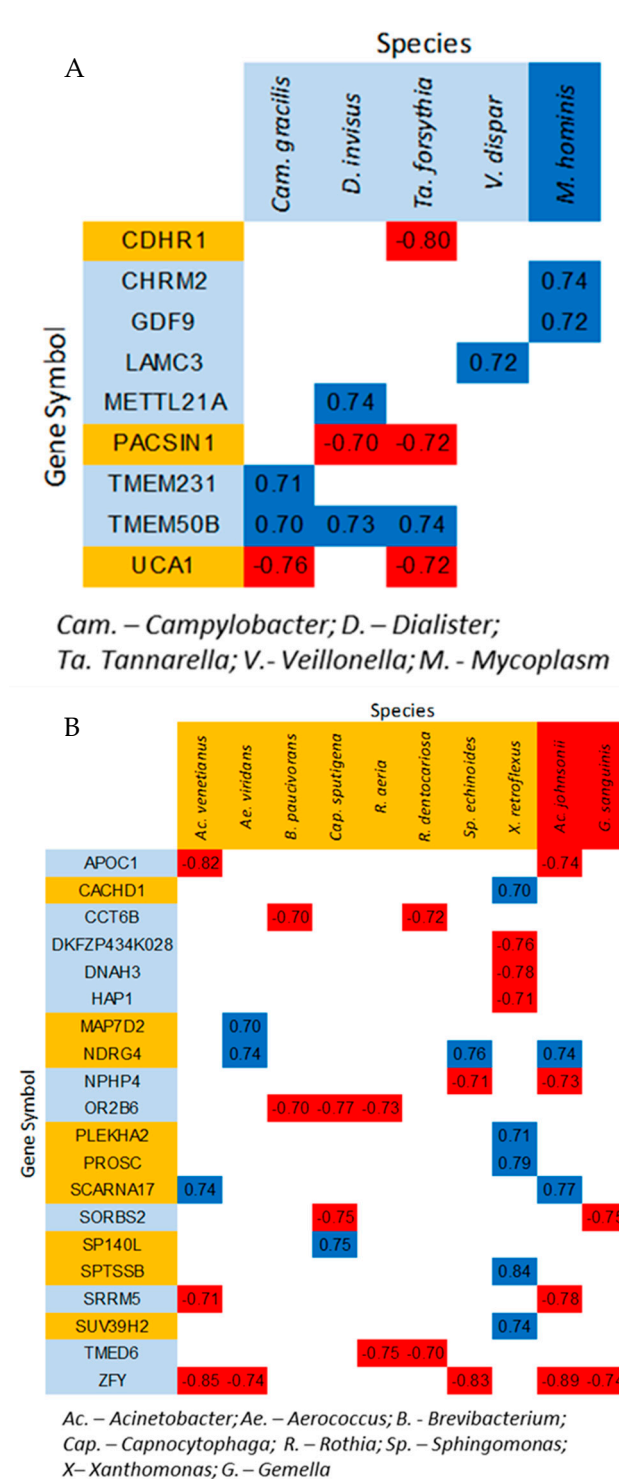 A
Species
Cam. gracilis D. invisus Ta. forsythia V. dispar M. hominis
Gene Symbol
CDHR1 -0.80
CHRM2 0.74
GDF9 0.72
LAMC3 0.72
METTL21A 0.74
PACSIN1 -0.70 -0.72
TMEM231 0.71
TMEM50B 0.70 0.73 0.74
UCA1 -0.76 -0.72
Cam. – Campylobacter; D. – Dialister;
Ta. Tannarella; V.- Veillonella; M. - Mycoplasm
B
Species
Ac. venetianus Ae. viridans B. paucivorans Cap. sputigena R. aeria R. dentocariosa Sp. echinoides X. retroflexus Ac. johnsonii G. sanguinis
Gene Symbol
APOC1 -0.82 -0.74
CACHD1 0.70
CCT6B -0.70 -0.72
DKFZP434K028 -0.76
DNAH3 -0.78
HAP1 -0.71
MAP7D2 0.70
NDRG4 0.74 0.76 0.74
NPHP4 -0.71 -0.73
OR2B6 -0.70 -0.77 -0.73
PLEKHA2 0.71
PROSC 0.79
SCARNA17 0.74 0.77
SORBS2 -0.75 -0.75
SP140L 0.75
SPTSSB 0.84
SRRM5 -0.71 -0.78
SUV39H2 0.74
TMED6 -0.75 -0.70
ZFY -0.85 -0.74 -0.83 -0.89 -0.74
Ac. – Acinetobacter; Ae. – Aerococcus; B. - Brevibacterium;
Cap. – Capnocytophaga; R. – Rothia; Sp. – Sphingomonas;
X– Xanthomonas; G. – Gemella